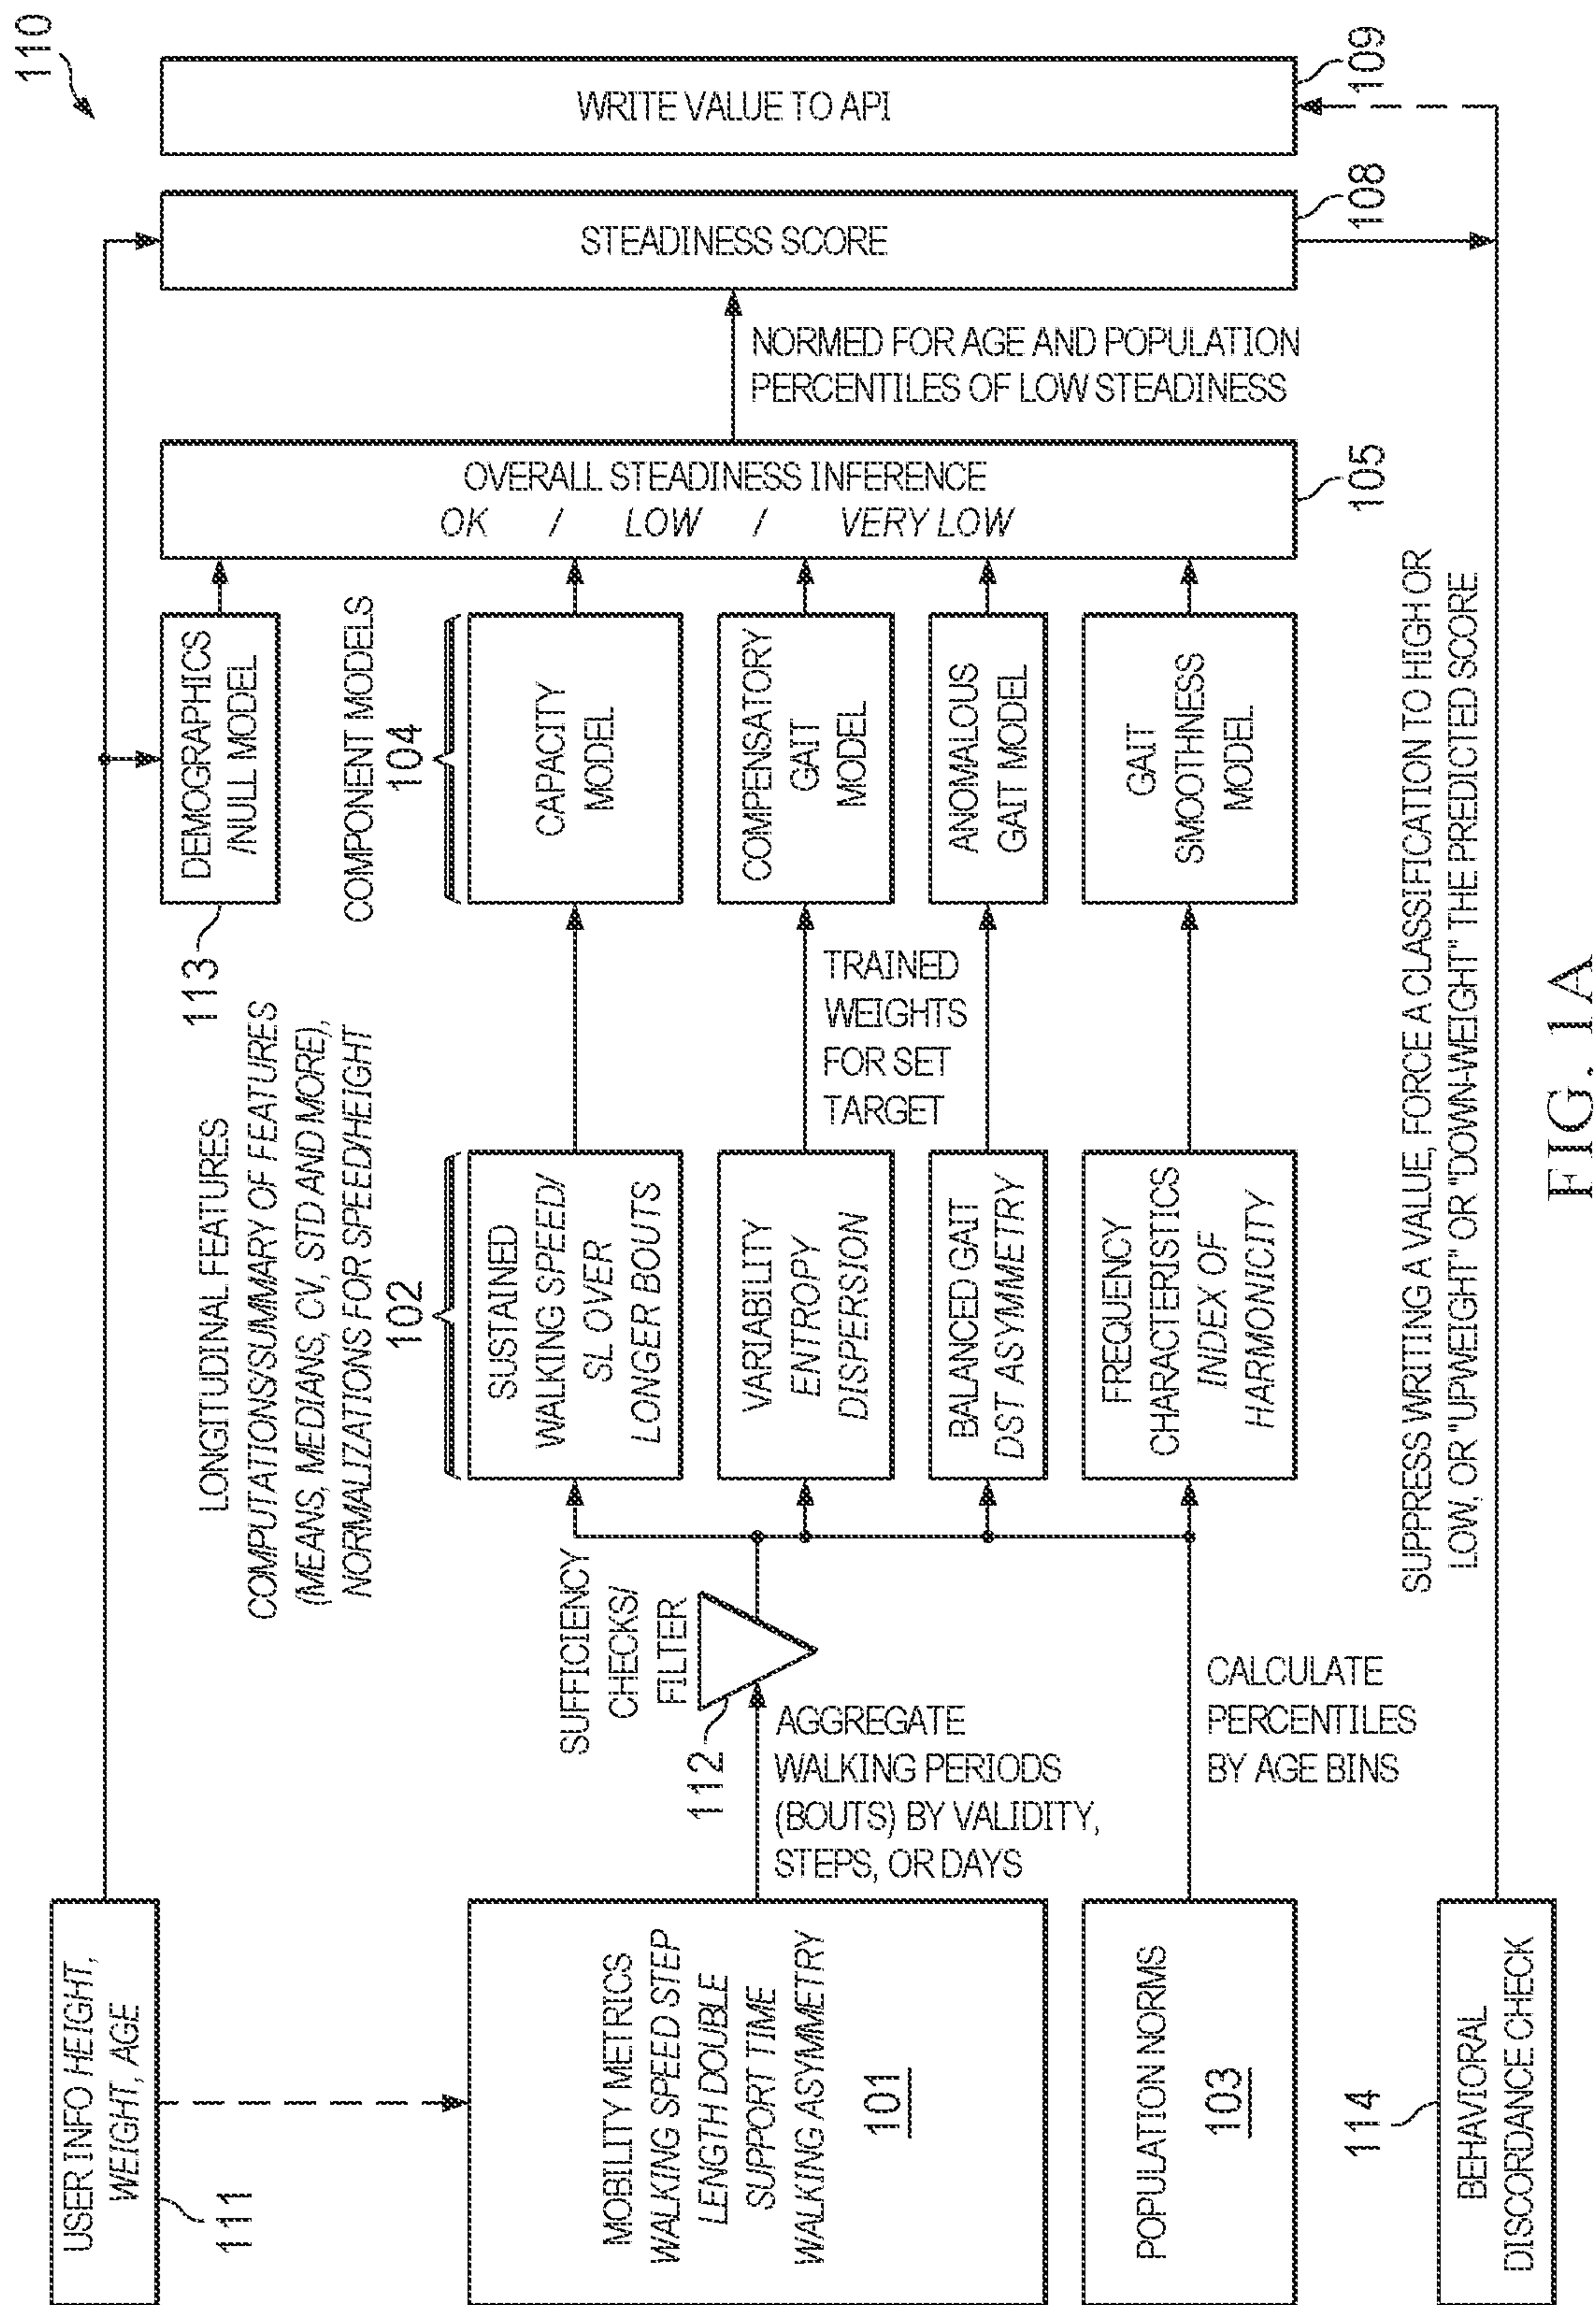 110
USER INFO HEIGHT,
WEIGHT, AGE
111
MOBILITY METRICS
WALKING SPEED STEP
LENGTH DOUBLE
SUPPORT TIME
WALKING ASYMMETRY
101
POPULATION NORMS
103
114
BEHAVIORAL
DISCORDANCE CHECK
SUFFICIENCY
CHECKS/
FILTER
112
AGGREGATE
WALKING PERIODS
(BOUTS) BY VALIDITY,
STEPS, OR DAYS
CALCULATE
PERCENTILES
BY AGE BINS
LONGITUDINAL FEATURES
COMPUTATIONS/SUMMARY OF FEATURES
(MEANS, MEDIANS, CV, STD AND MORE),
NORMALIZATIONS FOR SPEED/HEIGHT
102
SUSTAINED
WALKING SPEED/
SL OVER
LONGER BOUTS
VARIABILITY
ENTROPY
DISPERSION
BALANCED GAIT
DST ASYMMETRY
FREQUENCY
CHARACTERISTICS
INDEX OF
HARMONICITY
TRAINED
WEIGHTS
FOR SET
TARGET
113
DEMOGRAPHICS
/NULL MODEL
COMPONENT MODELS
104
CAPACITY
MODEL
COMPENSATORY
GAIT
MODEL
ANOMALOUS
GAIT MODEL
GAIT
SMOOTHNESS
MODEL
OVERALL STEADINESS INFERENCE
OK / LOW / VERY LOW
105
NORMED FOR AGE AND POPULATION
PERCENTILES OF LOW STEADINESS
STEADINESS SCORE
108
WRITE VALUE TO API
109
SUPPRESS WRITING A VALUE, FORCE A CLASSIFICATION TO HIGH OR
LOW, OR "UPWEIGHT" OR "DOWN-WEIGHT" THE PREDICTED SCORE
FIG. 1A